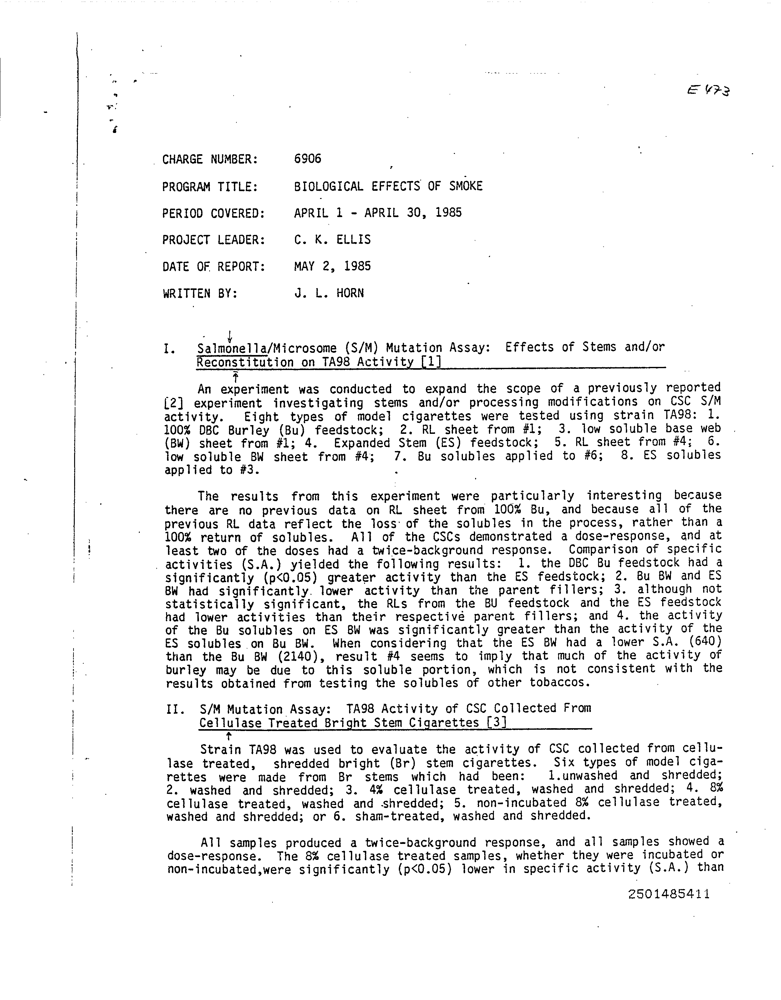 E 473
CHARGE NUMBER: 6906
PROGRAM TITLE: BIOLOGICAL EFFECTS OF SMOKE
PERIOD COVERED: APRIL 1 - APRIL 30, 1985
PROJECT LEADER: C. K. ELLIS
DATE OF REPORT: MAY 2, 1985
WRITTEN BY: J. L. HORN
I. Salmonella/Microsome (S/M) Mutation Assay: Effects of Stems and/or
Reconstitution on TA98 Activity [1]
An experiment was conducted to expand the scope of a previously reported
[2] experiment investigating stems and/or processing modifications on CSC S/M
activity. Eight types of model cigarettes were tested using strain TA98: 1.
100% DBC Burley (Bu) feedstock; 2. RL sheet from #1; 3. low soluble base web
(BW) sheet from #1; 4. Expanded Stem (ES) feedstock; 5. RL sheet from #4; 6.
low soluble BW sheet from #4; 7. Bu solubles applied to #6; 8. ES solubles
applied to #3.
The results from this experiment were particularly interesting because
there are no previous data on RL sheet from 100% Bu, and because all of the
previous RL data reflect the loss of the solubles in the process, rather than a
100% return of solubles. All of the CSCs demonstrated a dose-response, and at
least two of the doses had a twice-background response. Comparison of specific
activities (S.A.) yielded the following results: 1. the DBC Bu feedstock had a
significantly (p<0.05) greater activity than the ES feedstock; 2. Bu BW and ES
BW had significantly lower activity than the parent fillers; 3. although not
statistically significant, the RLs from the BU feedstock and the ES feedstock
had lower activities than their respective parent fillers; and 4. the activity
of the Bu solubles on ES BW was significantly greater than the activity of the
ES solubles on Bu BW. When considering that the ES BW had a lower S.A. (640)
than the Bu BW (2140), result #4 seems to imply that much of the activity of
burley may be due to this soluble portion, which is not consistent with the
results obtained from testing the solubles of other tobaccos.
II. S/M Mutation Assay: TA98 Activity of CSC Collected From
Cellulase Treated Bright Stem Cigarettes [3]
Strain TA98 was used to evaluate the activity of CSC collected from cellu-
lase treated, shredded bright (Br) stem cigarettes. Six types of model ciga-
rettes were made from Br stems which had been: 1.unwashed and shredded;
2. washed and shredded; 3. 4% cellulase treated, washed and shredded; 4. 8%
cellulase treated, washed and shredded; 5. non-incubated 8% cellulase treated,
washed and shredded; or 6. sham-treated, washed and shredded.
All samples produced a twice-background response, and all samples showed a
dose-response. The 8% cellulase treated samples, whether they were incubated or
non-incubated,were significantly (p<0.05) lower in specific activity (S.A.) than
2501485411